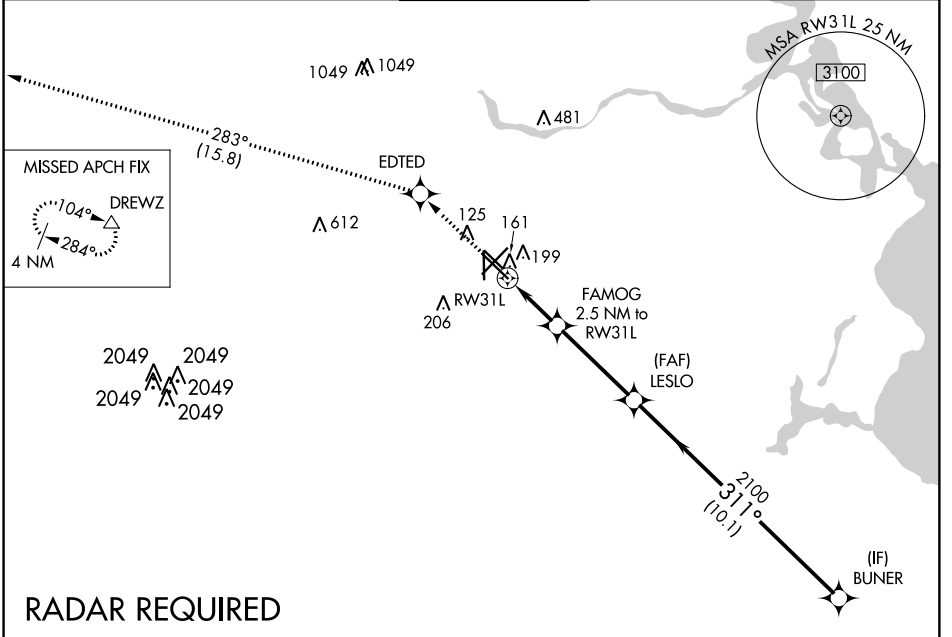 MSA RW31L 25 NM
3100
1049
1049
481
283°
(15.8)
EDTED
MISSED APCH FIX
DREWZ
104°
284°
4 NM
612
125
161
199
RW31L
206
FAMOG
2.5 NM to
RW31L
(FAF)
LESLO
2049
2049
2049
2049
2049
2100
311°
(10.1)
(IF)
BUNER
RADAR REQUIRED